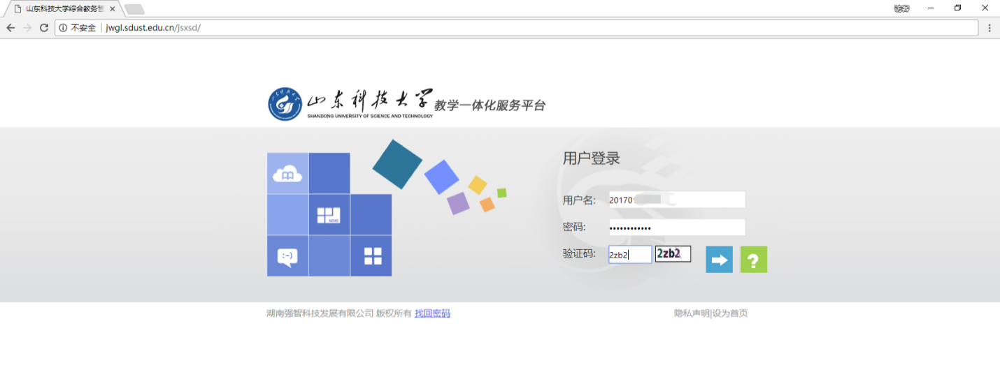 山东科技大学综合教务管
访客
不安全 jwgl.sdust.edu.cn/jsxsd/
山东科技大学
SHANDONG UNIVERSITY OF SCIENCE AND TECHNOLOGY
教学一体化服务平台
NEWS
:-)
用户登录
用户名: 20170
密码: ••••••••••••
验证码: 2zb2 2zb2
?
湖南强智科技发展有限公司 版权所有 找回密码
隐私声明|设为首页